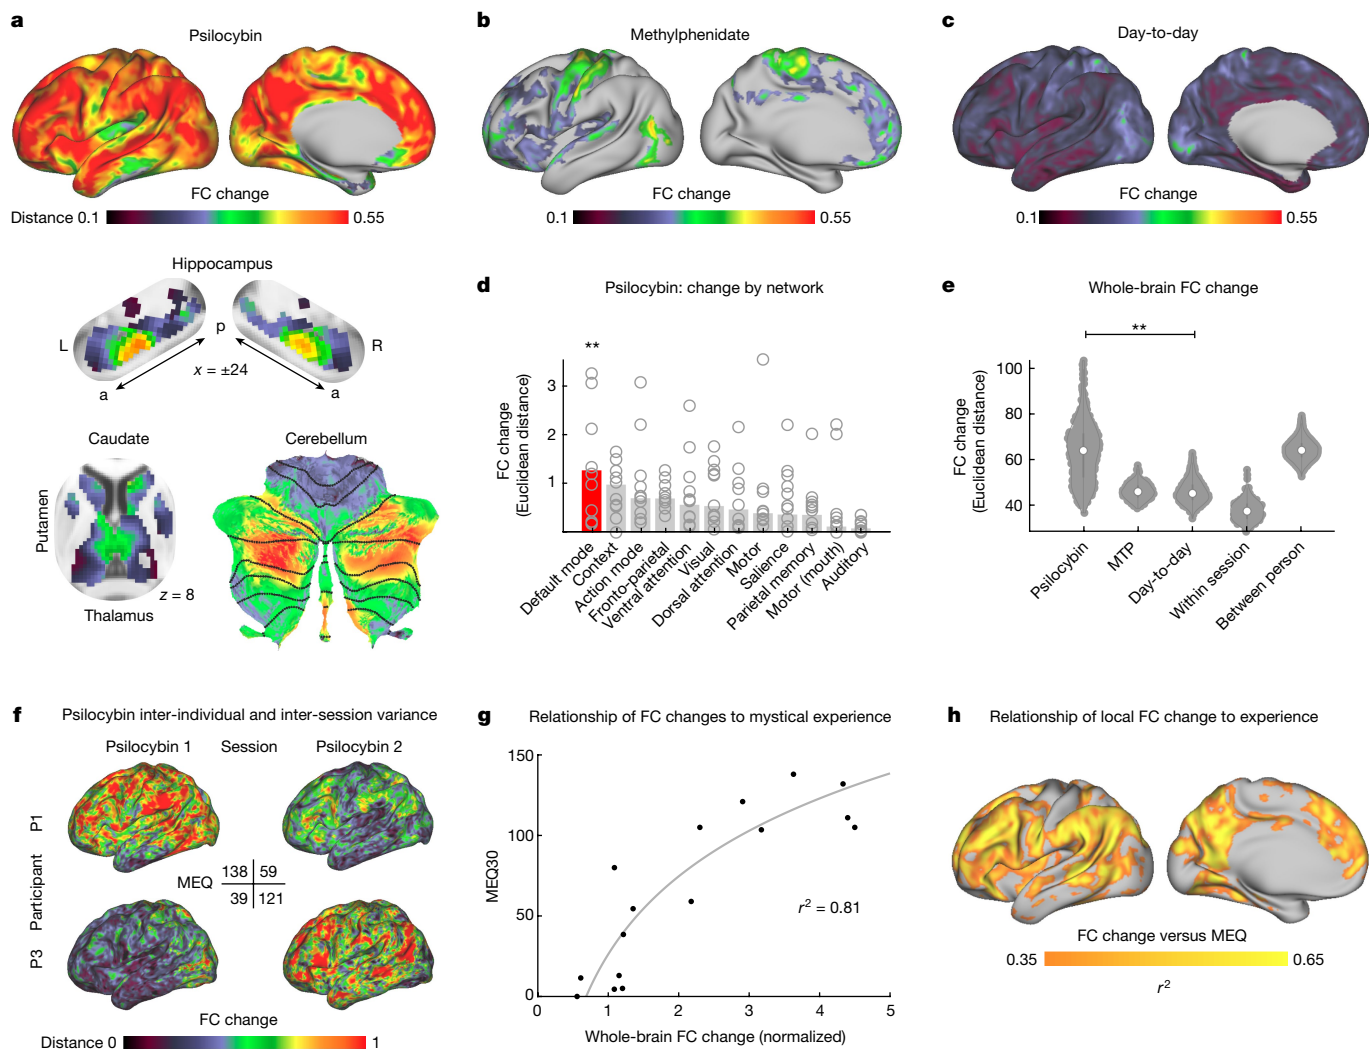 a
Psilocybin
FC change
Distance 0.1
0.55
Hippocampus
L
p
R
x = ±24
a
a
Caudate
Putamen
Thalamus
z = 8
Cerebellum
b
Methylphenidate
FC change
0.1
0.55
c
Day-to-day
FC change
0.1
0.55
d
Psilocybin: change by network
**
FC change
(Euclidean distance)
3
2
1
Default mode
Context
Action mode
Fronto-parietal
Ventral attention
Visual
Dorsal attention
Motor
Salience
Parietal memory
Motor (mouth)
Auditory
e
Whole-brain FC change
**
FC change
(Euclidean distance)
100
80
60
40
Psilocybin
MTP
Day-to-day
Within session
Between person
f
Psilocybin inter-individual and inter-session variance
Psilocybin 1
Session
Psilocybin 2
P1
Participant
P3
MEQ
138
59
39
121
FC change
Distance 0
1
g
Relationship of FC changes to mystical experience
MEQ30
150
100
50
0
r² = 0.81
0
1
2
3
4
5
Whole-brain FC change (normalized)
h
Relationship of local FC change to experience
FC change versus MEQ
0.35
0.65
r²